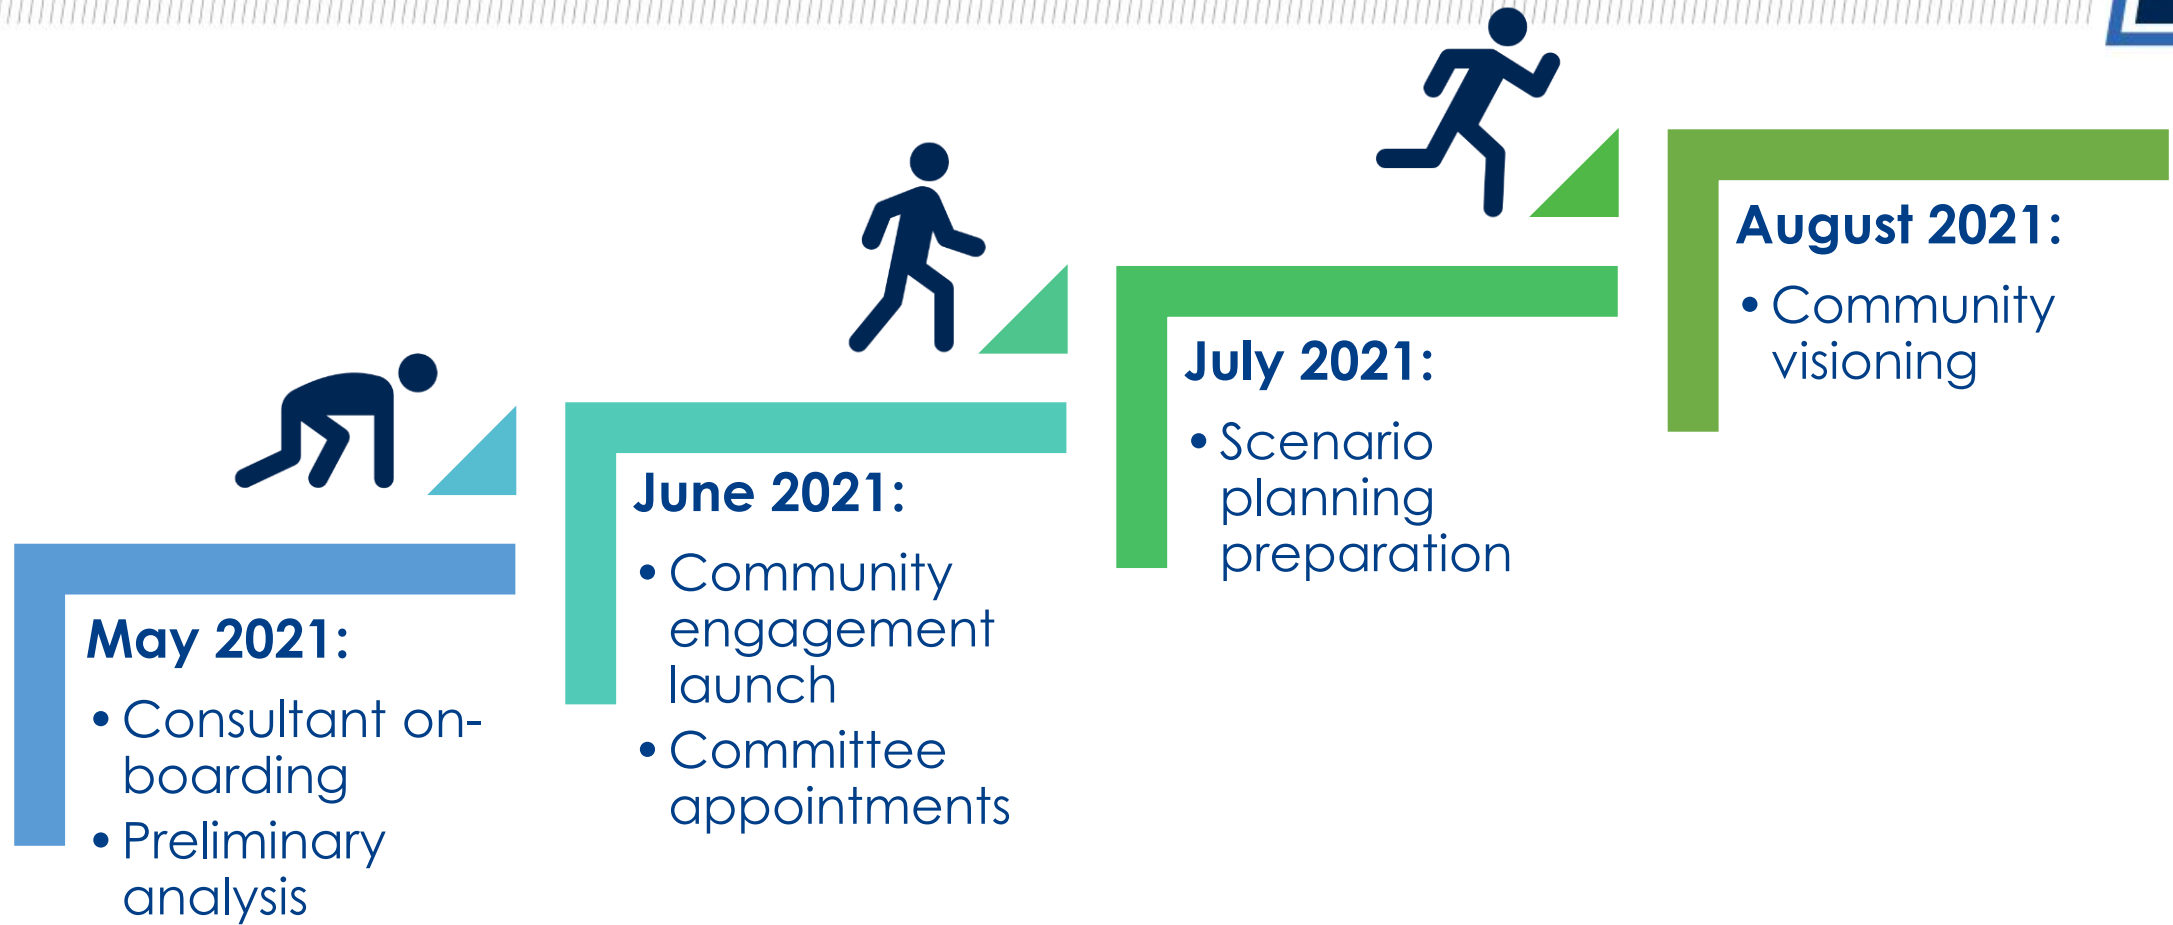 May 2021:
• Consultant on-
boarding
• Preliminary
analysis
June 2021:
• Community
engagement
launch
• Committee
appointments
July 2021:
• Scenario
planning
preparation
August 2021:
• Community
visioning